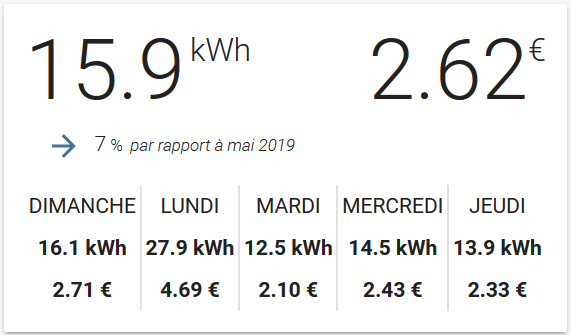 15.9 kWh 2.62 €
7 % par rapport à mai 2019
DIMANCHE LUNDI MARDI MERCREDI JEUDI
16.1 kWh 27.9 kWh 12.5 kWh 14.5 kWh 13.9 kWh
2.71 € 4.69 € 2.10 € 2.43 € 2.33 €